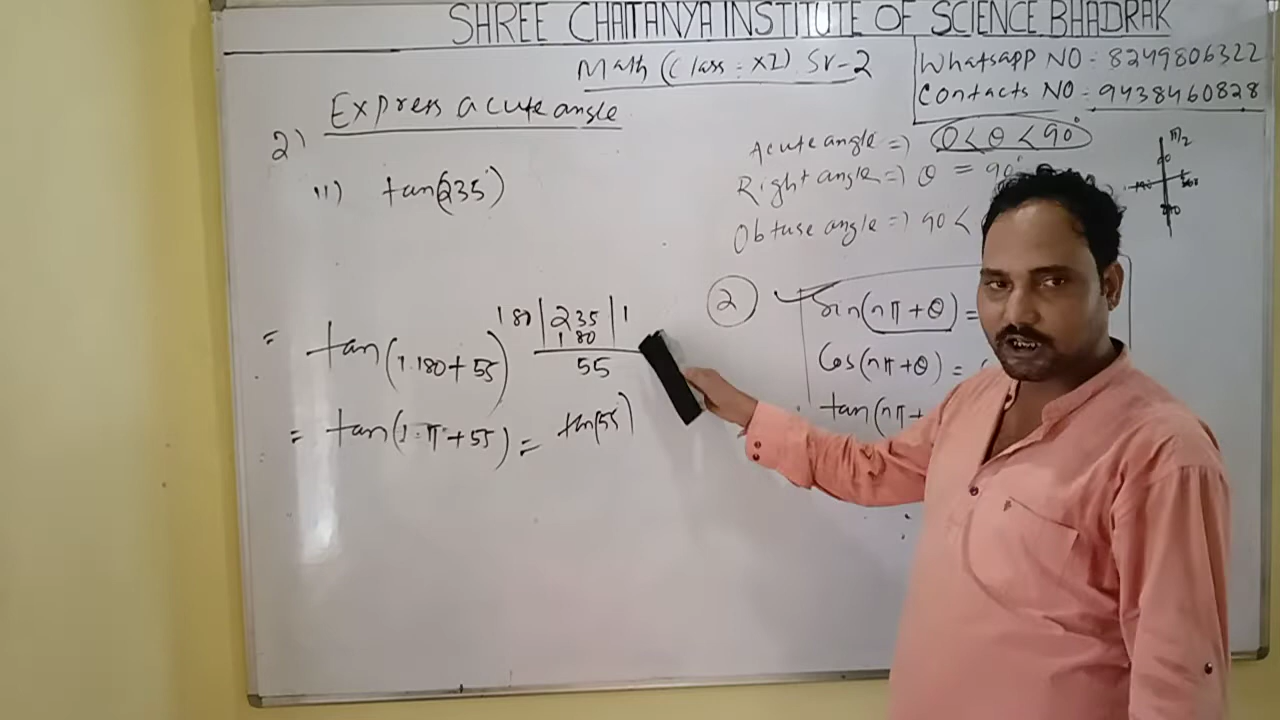 SHREE CHAITANYA INSTITUTE OF SCIENCE BHADRAK
Math (Class : XI) Sr-2
Whatsapp NO : 8249806322
Contacts NO - 9438460828
Express acute angle
2)
ii) tan(235)
Acute angle => 0 < θ < 90°
Right angle => θ = 90°
Obtuse angle => 90 <
π/2
180 | 235 | 1
180
55
= tan(1.180 + 55)
= tan(1.π + 55) = tan(55)
2
sin(nπ + θ) =
Cos(nπ + θ) =
tan(nπ +